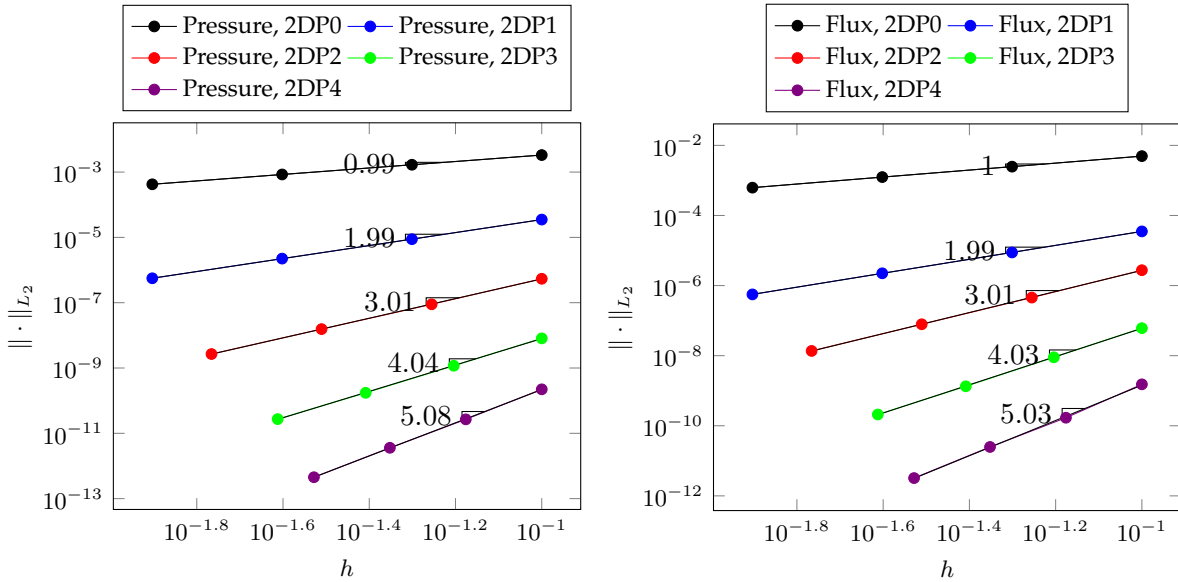 Pressure, 2DP0 Pressure, 2DP1
Pressure, 2DP2 Pressure, 2DP3
Pressure, 2DP4
10^{-3}
10^{-5}
10^{-7}
10^{-9}
10^{-11}
10^{-13}
∥ · ∥_{L_2}
0.99
1.99
3.01
4.04
5.08
10^{-1.8} 10^{-1.6} 10^{-1.4} 10^{-1.2} 10^{-1}
h
Flux, 2DP0 Flux, 2DP1
Flux, 2DP2 Flux, 2DP3
Flux, 2DP4
10^{-2}
10^{-4}
10^{-6}
10^{-8}
10^{-10}
10^{-12}
∥ · ∥_{L_2}
1
1.99
3.01
4.03
5.03
10^{-1.8} 10^{-1.6} 10^{-1.4} 10^{-1.2} 10^{-1}
h